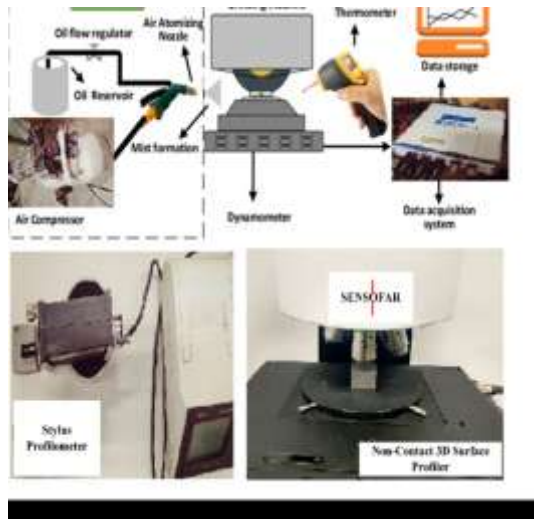 Thermometer
Oil flow regulator
Air Atomizing
Nozzle
Data storage
Oil Reservoir
Mist formation
Air Compressor
Dynamometer
Data acquisition
system
SENSOFAR
Stylus
Profilometer
Non-Contact 3D Surface
Profiler